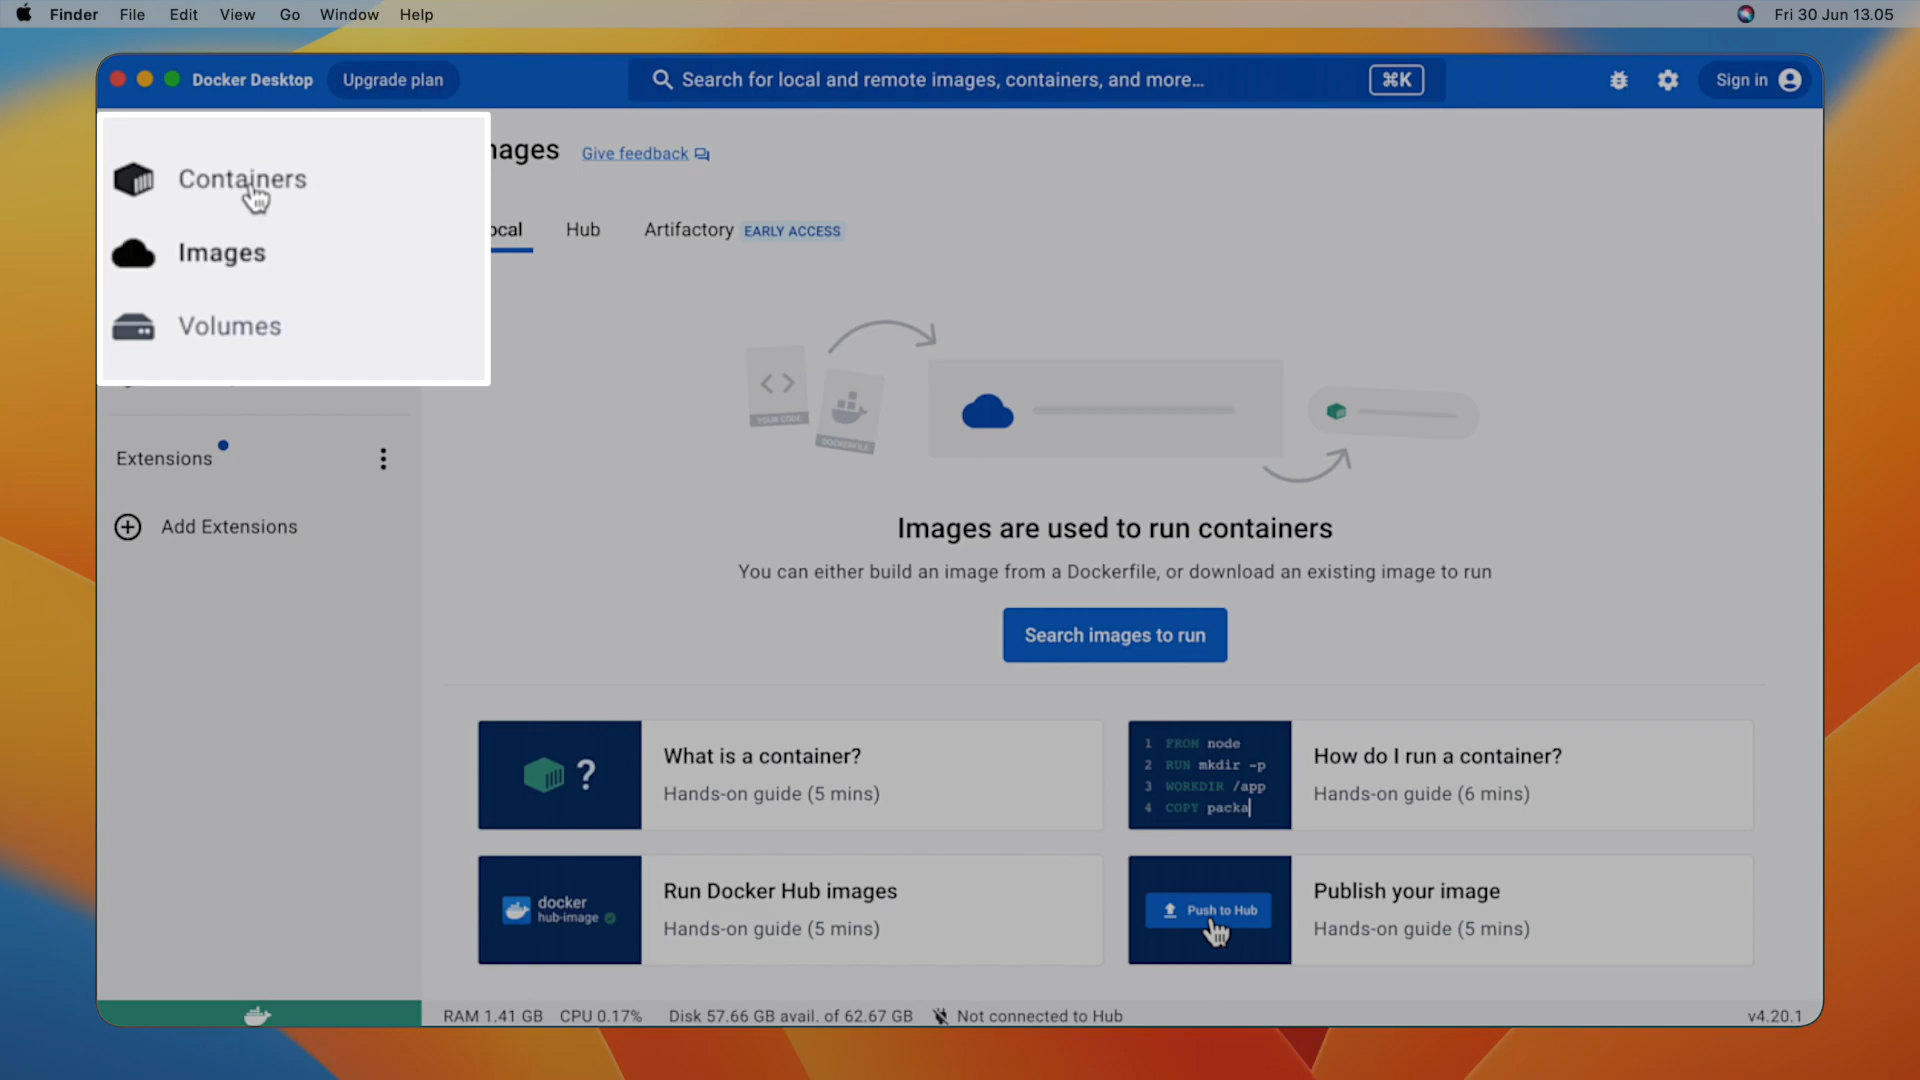 Finder File Edit View Go Window Help
Fri 30 Jun 13.05
Docker Desktop
Upgrade plan
Search for local and remote images, containers, and more...
⌘K
Sign in
Containers
Images
Volumes
Extensions
Add Extensions
mages
Give feedback
ocal
Hub
Artifactory
EARLY ACCESS
YOUR CODE
DOCKERFILE
Images are used to run containers
You can either build an image from a Dockerfile, or download an existing image to run
Search images to run
?
What is a container?
Hands-on guide (5 mins)
1 FROM node
2 RUN mkdir -p
3 WORKDIR /app
4 COPY packa
How do I run a container?
Hands-on guide (6 mins)
docker
hub-image
Run Docker Hub images
Hands-on guide (5 mins)
Push to Hub
Publish your image
Hands-on guide (5 mins)
RAM 1.41 GB CPU 0.17% Disk 57.66 GB avail. of 62.67 GB Not connected to Hub
v4.20.1